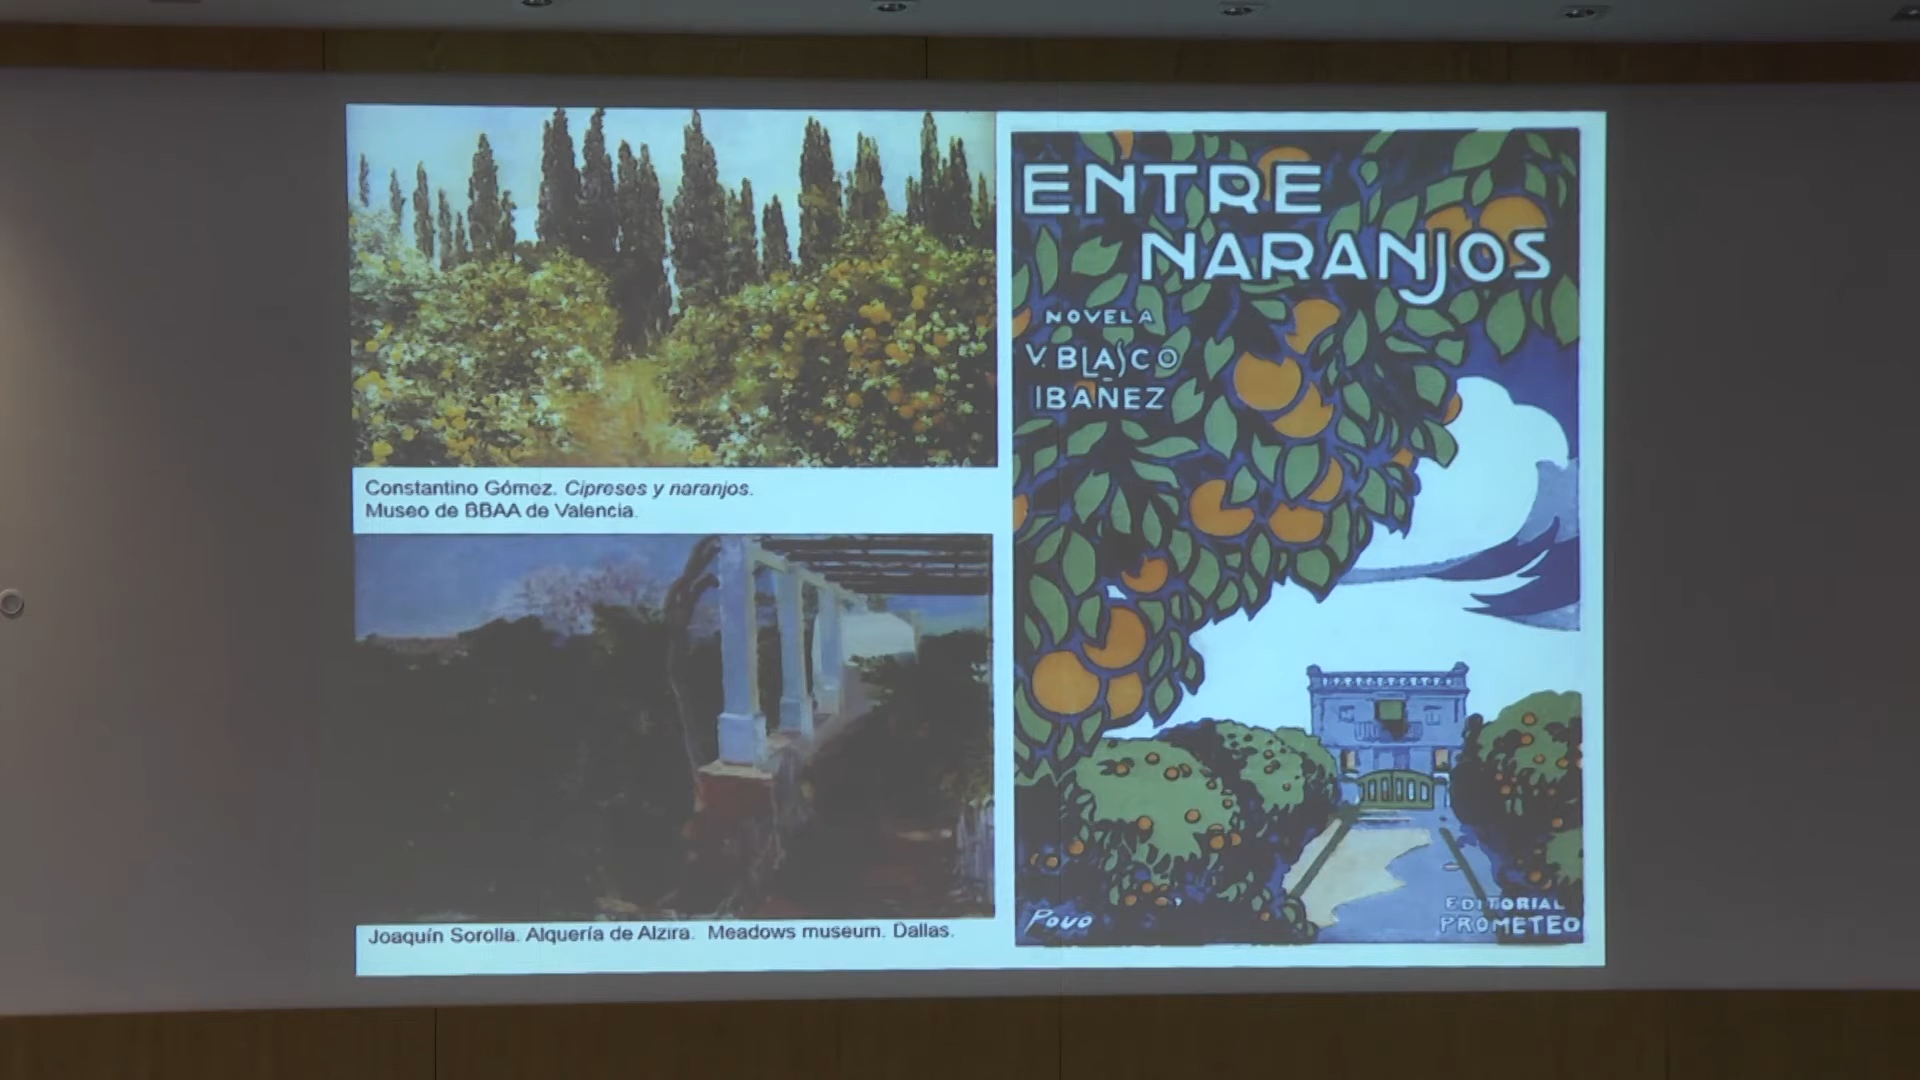 Constantino Gómez. Cipreses y naranjos.
Museo de BBAA de Valencia.
Joaquín Sorolla. Alquería de Alzira. Meadows museum. Dallas.
ENTRE
NARANJOS
NOVELA
V. BLASCO
IBAÑEZ
POVO
EDITORIAL
PROMETEO